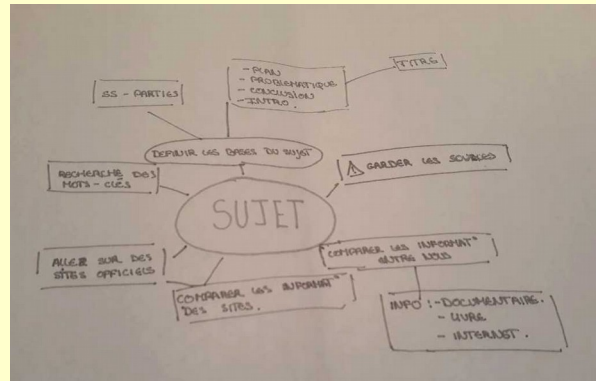 - PLAN
- PROBLEMATIQUE
- CONCLUSION
- INTRO.
TITRE
SS - PARTIES
DEFINIR LES BASES DU SUJET
RECHERCHE DES
MOTS - CLÉS
⚠ GARDER LES SOURCES
SUJET
ALLER SUR DES
SITES OFFICIELS
COMPARER LES INFORMAT°
ENTRE NOUS
COMPARER LES INFORMAT°
DES SITES.
INFO : - DOCUMENTAIRE.
- LIVRE
- INTERNET.